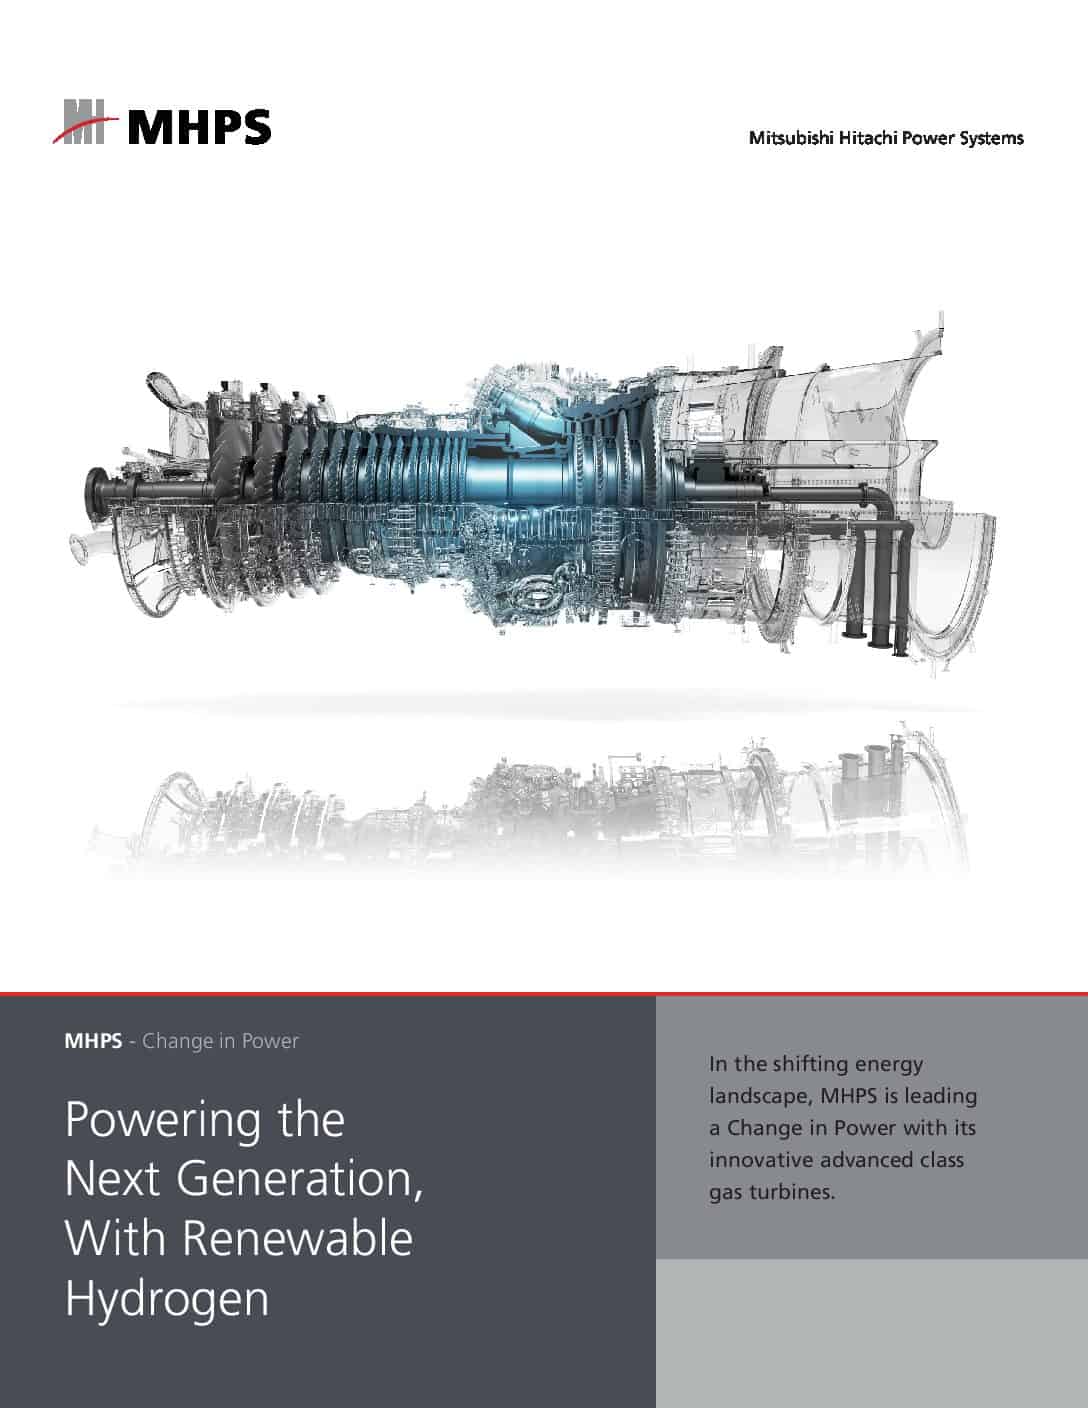 MHPS
Mitsubishi Hitachi Power Systems
MHPS - Change in Power
Powering the
Next Generation,
With Renewable
Hydrogen
In the shifting energy
landscape, MHPS is leading
a Change in Power with its
innovative advanced class
gas turbines.